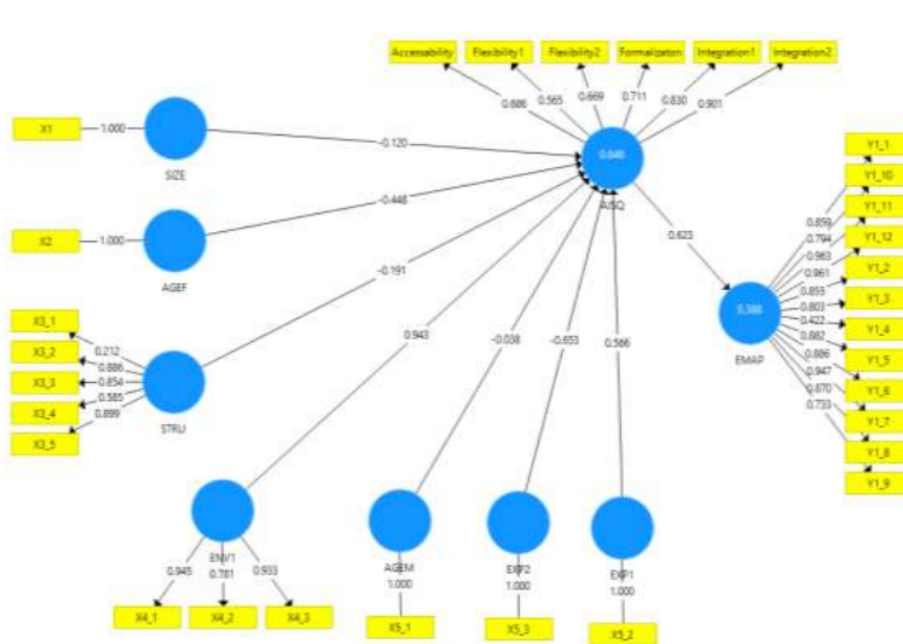 Accessability Flexibility1 Flexibility2 Formalizaton Integration1 Integration2
0.686 0.565 0.669 0.711 0.830 0.901
X1 1.000 SIZE
-0.120
X2 1.000 AGEF
-0.448
X3_1
X3_2
X3_3
X3_4
X3_5
0.212
0.886
0.854
0.585
0.899
STRU
-0.191
AISQ
0.623
EMAP
0.859
0.794
0.963
0.961
0.855
0.803
0.422
0.882
0.886
0.947
0.870
0.733
Y1_1
Y1_10
Y1_11
Y1_12
Y1_2
Y1_3
Y1_4
Y1_5
Y1_6
Y1_7
Y1_8
Y1_9
0.943 -0.038 -0.653 0.566
ENV1
0.945 0.781 0.933
X4_1 X4_2 X4_3
AGEM
1.000
X5_1
EXP2
1.000
X5_3
EXP1
1.000
X5_2